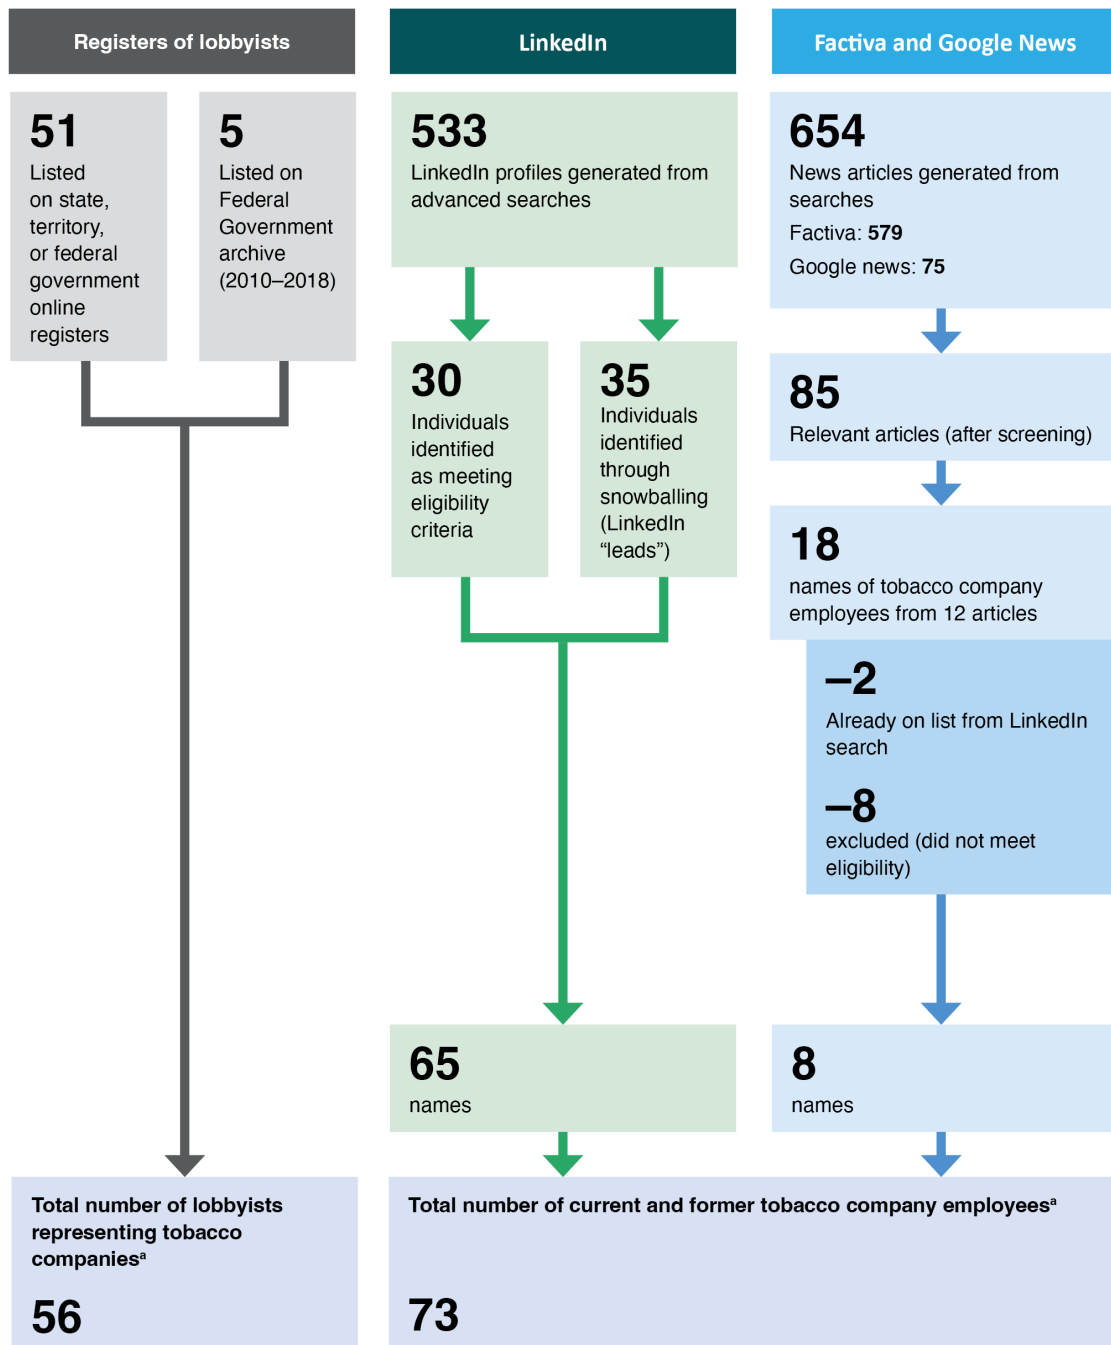 Registers of lobbyists
51
Listed
on state,
territory,
or federal
government
online
registers
5
Listed on
Federal
Government
archive
(2010–2018)
LinkedIn
533
LinkedIn profiles generated from
advanced searches
30
Individuals
identified
as meeting
eligibility
criteria
35
Individuals
identified
through
snowballing
(LinkedIn
“leads”)
65
names
Factiva and Google News
654
News articles generated from
searches
Factiva: 579
Google news: 75
85
Relevant articles (after screening)
18
names of tobacco company
employees from 12 articles
–2
Already on list from LinkedIn
search
–8
excluded (did not meet
eligibility)
8
names
Total number of lobbyists
representing tobacco
companiesᵃ
56
Total number of current and former tobacco company employeesᵃ
73